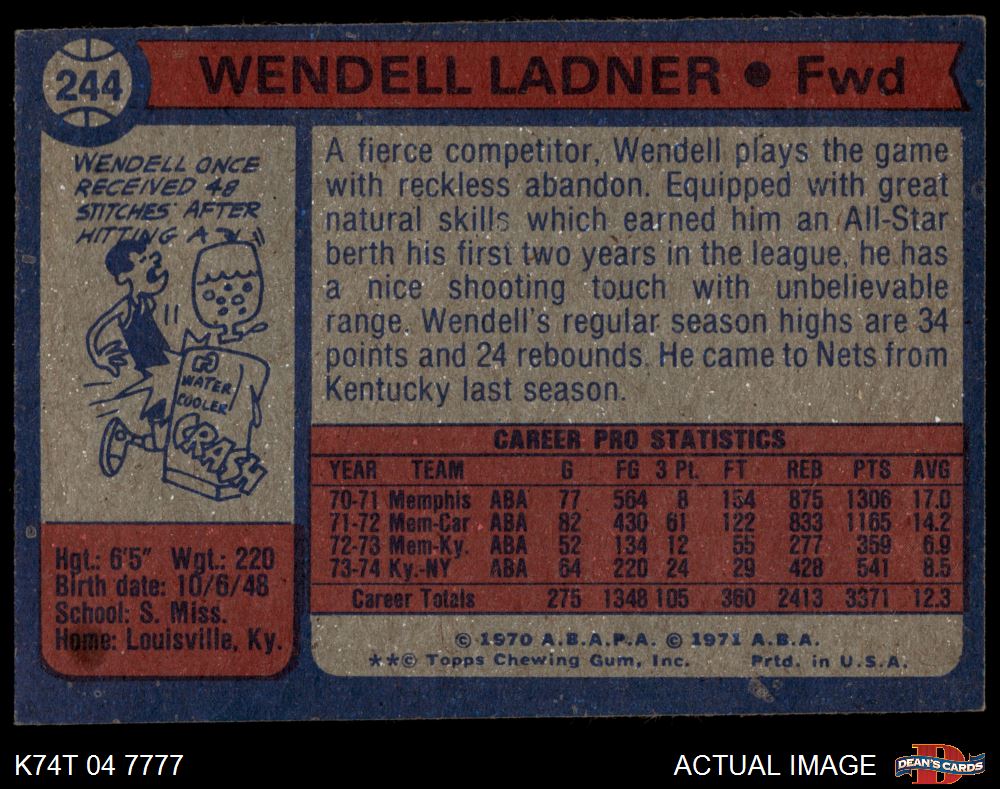 244
WENDELL LADNER • Fwd
WENDELL ONCE
RECEIVED 48
STITCHES AFTER
HITTING A
WATER
COOLER
CRASH
Hgt.: 6'5" Wgt.: 220
Birth date: 10/6/48
School: S. Miss.
Home: Louisville, Ky.
A fierce competitor, Wendell plays the game
with reckless abandon. Equipped with great
natural skills which earned him an All-Star
berth his first two years in the league, he has
a nice shooting touch with unbelievable
range. Wendell's regular season highs are 34
points and 24 rebounds. He came to Nets from
Kentucky last season.
CAREER PRO STATISTICS
YEAR TEAM G FG 3 PL. FT REB PTS AVG
70-71 Memphis ABA 77 564 8 154 875 1306 17.0
71-72 Mem-Car ABA 82 430 61 122 833 1165 14.2
72-73 Mem-Ky. ABA 52 134 12 55 277 359 6.9
73-74 Ky.-NY ABA 64 220 24 29 428 541 8.5
Career Totals 275 1348 105 360 2413 3371 12.3
© 1970 A.B.A.P.A. © 1971 A.B.A.
**© Topps Chewing Gum, Inc. Prtd. in U.S.A.
K74T 04 7777
ACTUAL IMAGE
DEAN'S CARDS